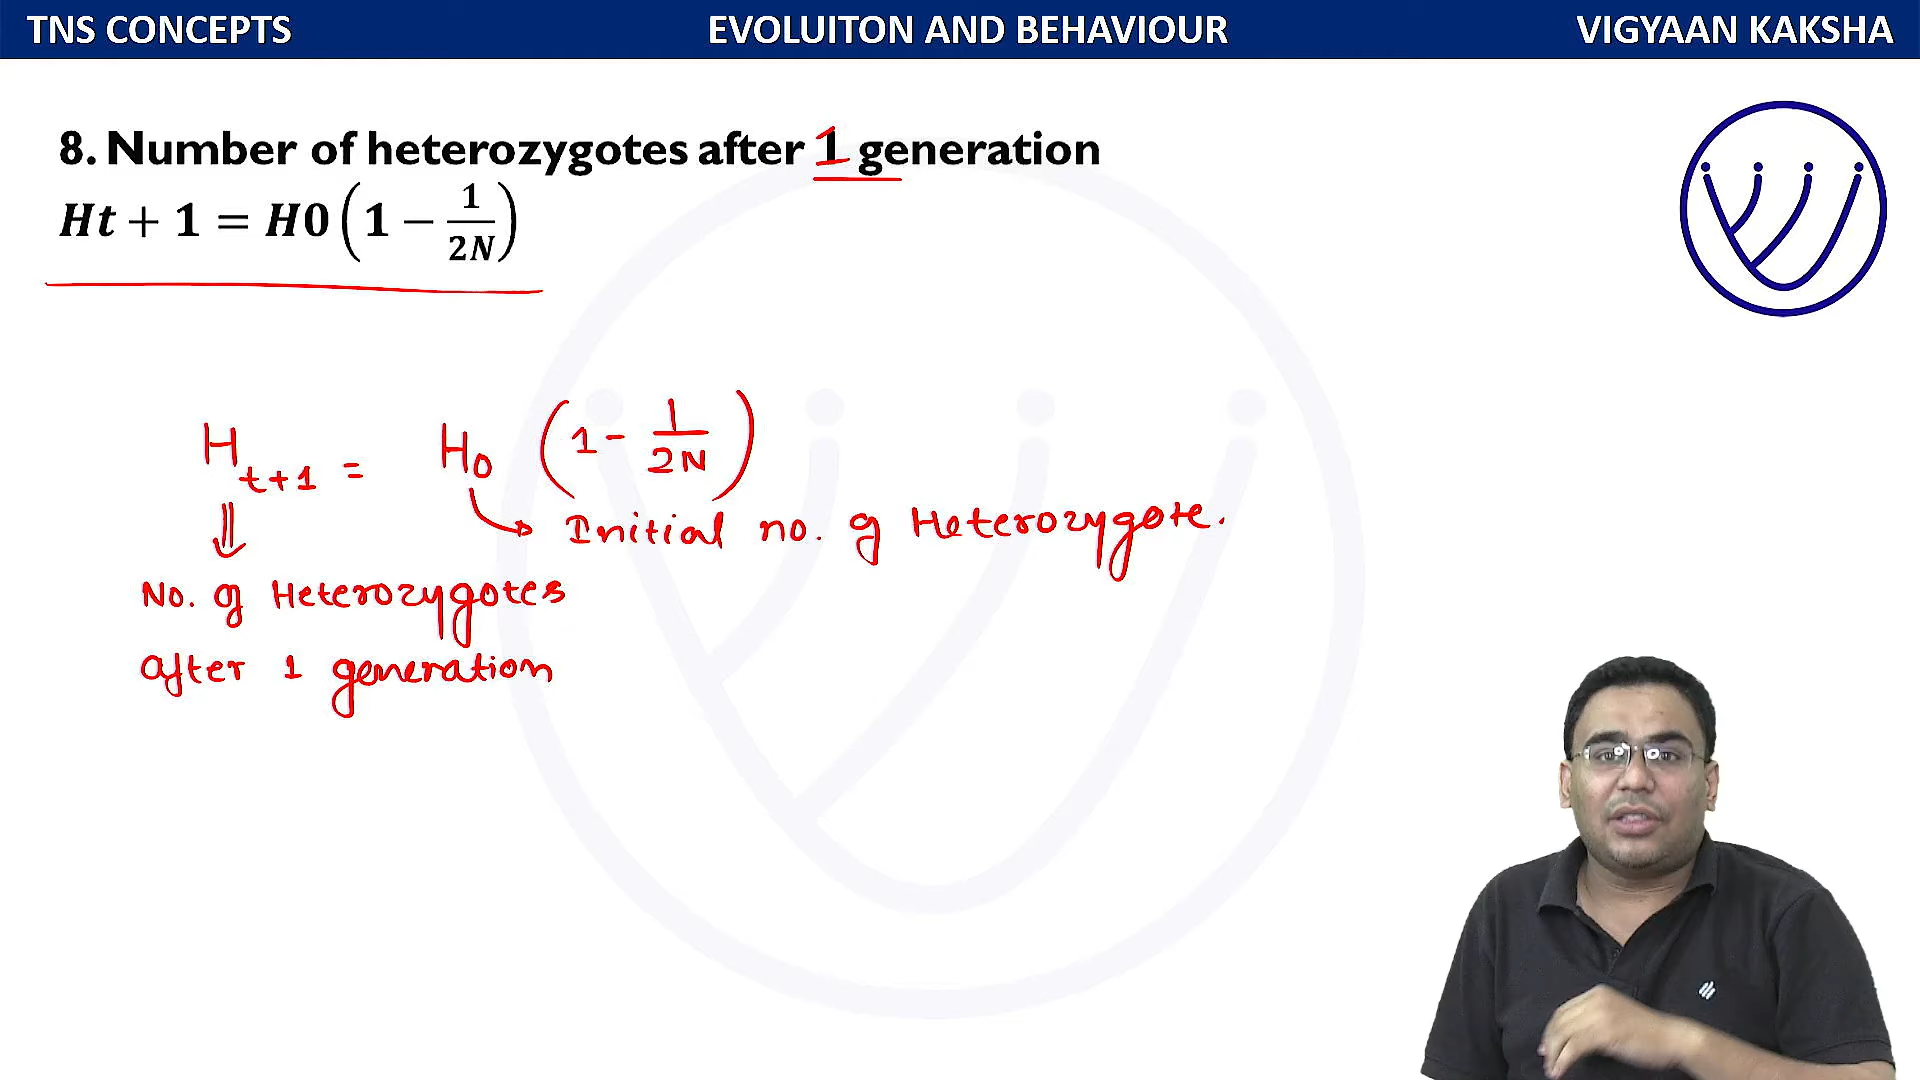 TNS CONCEPTS EVOLUITON AND BEHAVIOUR VIGYAAN KAKSHA
8. Number of heterozygotes after 1 generation
Ht + 1 = H0 (1 − 1/2N)
H t+1 = H0 (1 - 1/2N)
Initial no. of Heterozygote.
No. of Heterozygotes
after 1 generation